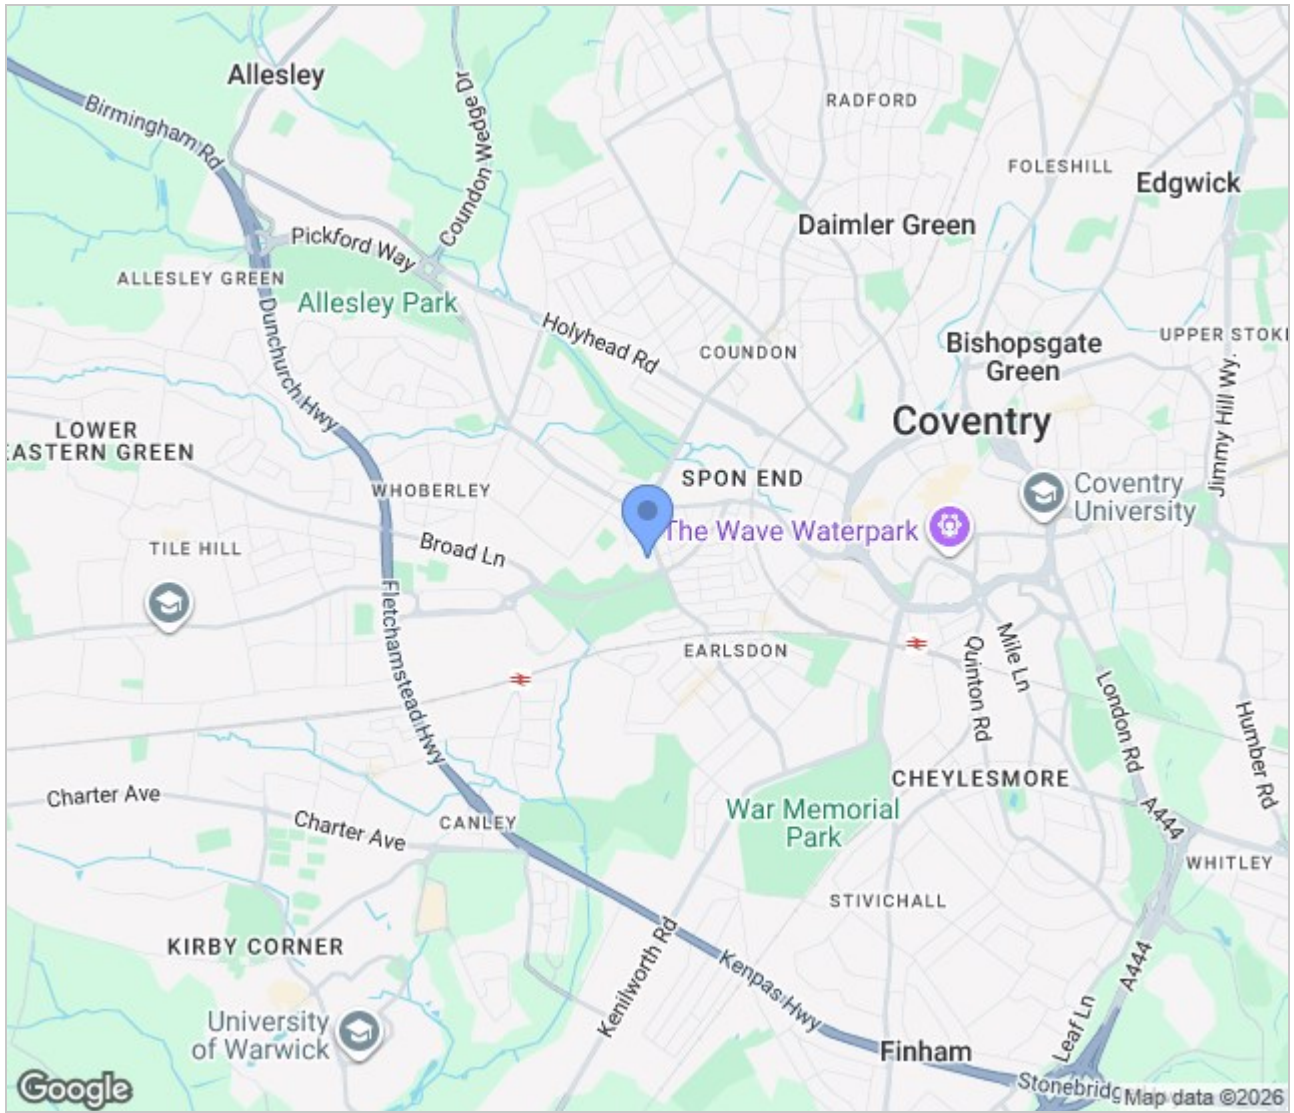 Allesley
RADFORD
Birmingham Rd
Coundon Wedge Dr
FOLESHILL
Edgwick
Daimler Green
Pickford Way
ALLESLEY GREEN
Allesley Park
Dunchurch Hwy
Holyhead Rd
COUNDON
Bishopsgate
Green
UPPER STOKE
Jimmy Hill Wy.
LOWER
EASTERN GREEN
Coventry
WHOBERLEY
SPON END
Coventry
University
The Wave Waterpark
TILE HILL
Broad Ln
Fletchamstead Hwy
EARLSDON
Quinton Rd
Mile Ln
London Rd
Humber Rd
CHEYLESMORE
Charter Ave
Charter Ave
War Memorial
Park
A444
CANLEY
WHITLEY
STIVICHALL
KIRBY CORNER
Kenilworth Rd
Kenpas Hwy
A444
University
of Warwick
Leaf Ln
Finham
Stonebridg
Google
Map data ©2026